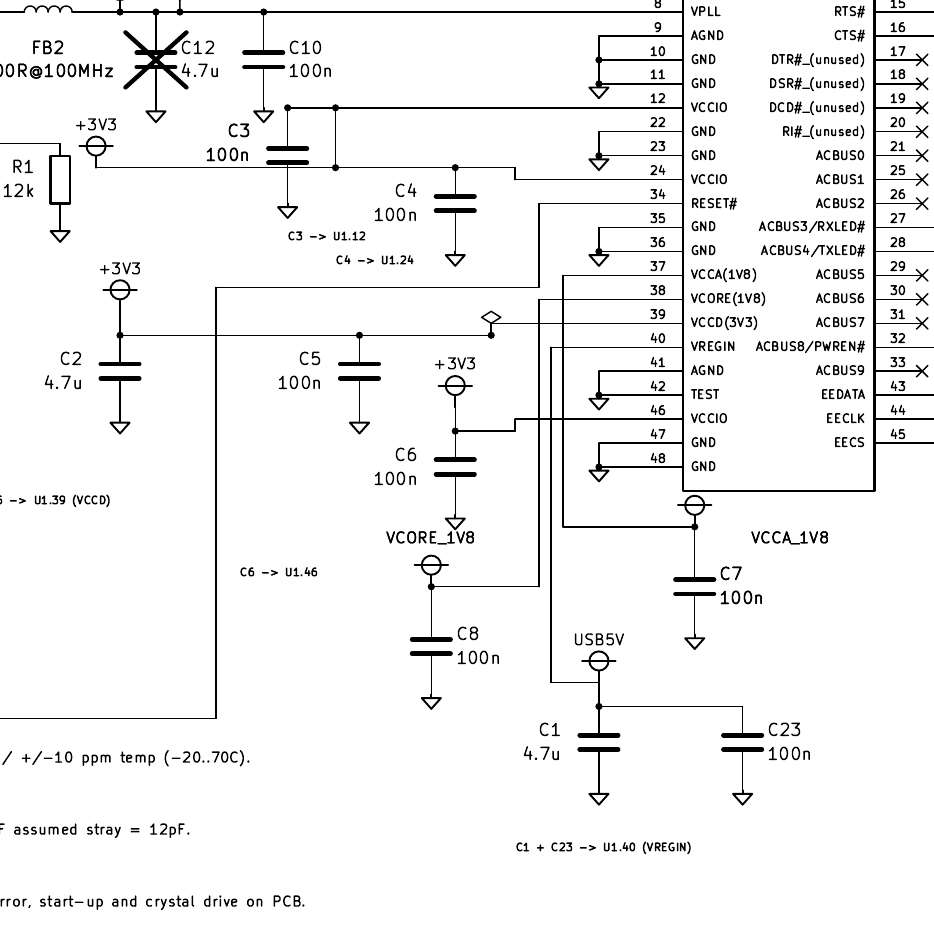 8 VPLL RTS# 15
9 AGND CTS# 16
FB2 C12 C10 10 GND DTR#_(unused) 17
00R@100MHz 4.7u 100n 11 GND DSR#_(unused) 18
12 VCCIO DCD#_(unused) 19
+3V3 C3 22 GND RI#_(unused) 20
100n 23 GND ACBUS0 21
R1 24 VCCIO ACBUS1 25
12k C4 34 RESET# ACBUS2 26
100n 35 GND ACBUS3/RXLED# 27
C3 -> U1.12 36 GND ACBUS4/TXLED# 28
C4 -> U1.24
+3V3 37 VCCA(1V8) ACBUS5 29
38 VCORE(1V8) ACBUS6 30
39 VCCD(3V3) ACBUS7 31
40 VREGIN ACBUS8/PWREN# 32
C2 C5 +3V3 41 AGND ACBUS9 33
4.7u 100n 42 TEST EEDATA 43
46 VCCIO EECLK 44
47 GND EECS 45
C6 48 GND
100n
-> U1.39 (VCCD)
VCORE_1V8 VCCA_1V8
C6 -> U1.46 C7
100n
C8 USB5V
100n
C1 C23
4.7u 100n
/ +/-10 ppm temp (-20..70C).
F assumed stray = 12pF.
C1 + C23 -> U1.40 (VREGIN)
rror, start-up and crystal drive on PCB.